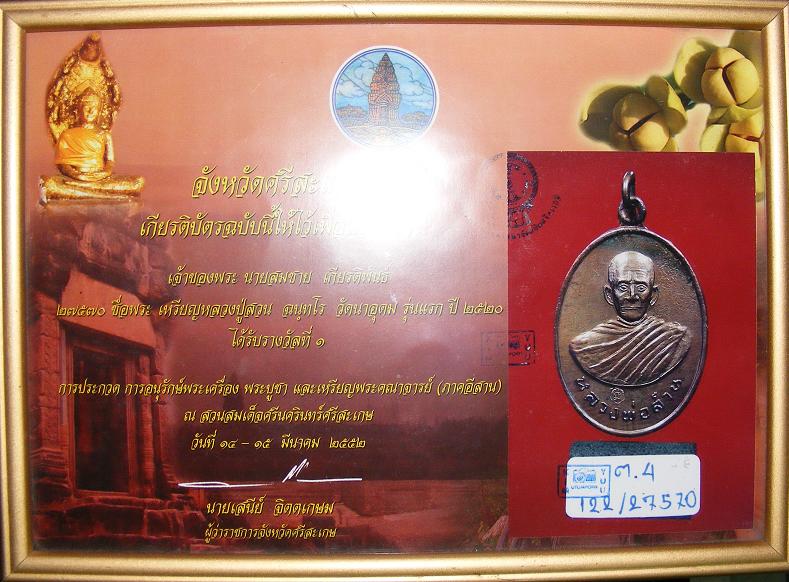 จังหวัดศรีสะ
เกียรติบัตรฉบับนี้ให้ไว้เพื่อ
เจ้าของพระ นายสมชาย เกียรติพันธ์
๒๗๕๗๐ ชื่อพระ เหรียญหลวงปู่สวน ฉนฺทโร วัดนาอุดม รุ่นแรก ปี ๒๕๒๐
ได้รับรางวัลที่ ๑
การประกวด การอนุรักษ์พระเครื่อง พระบูชา และเหรียญพระคณาจารย์ (ภาคอีสาน)
ณ สวนสมเด็จศรีนครินทร์ศรีสะเกษ
วันที่ ๑๔ - ๑๕ มีนาคม ๒๕๕๒
นายเสนีย์ จิตตเกษม
ผู้ว่าราชการจังหวัดศรีสะเกษ
หลวงพ่อส้วน
ต.4
122/27570